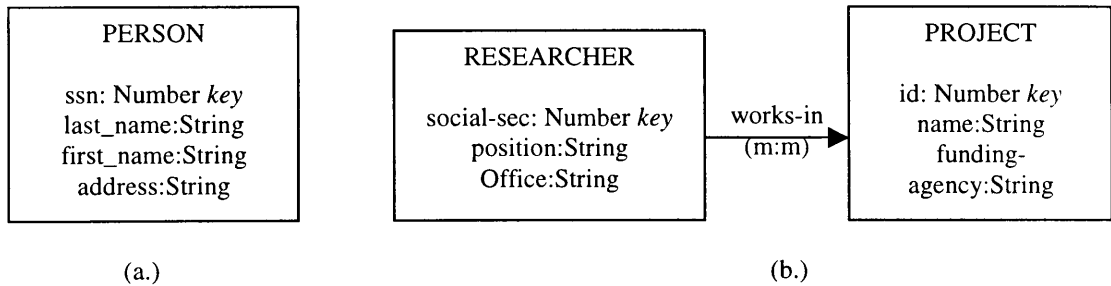 PERSON
ssn: Number key
last_name:String
first_name:String
address:String
(a.)
RESEARCHER
social-sec: Number key
position:String
Office:String
works-in
(m:m)
PROJECT
id: Number key
name:String
funding-
agency:String
(b.)